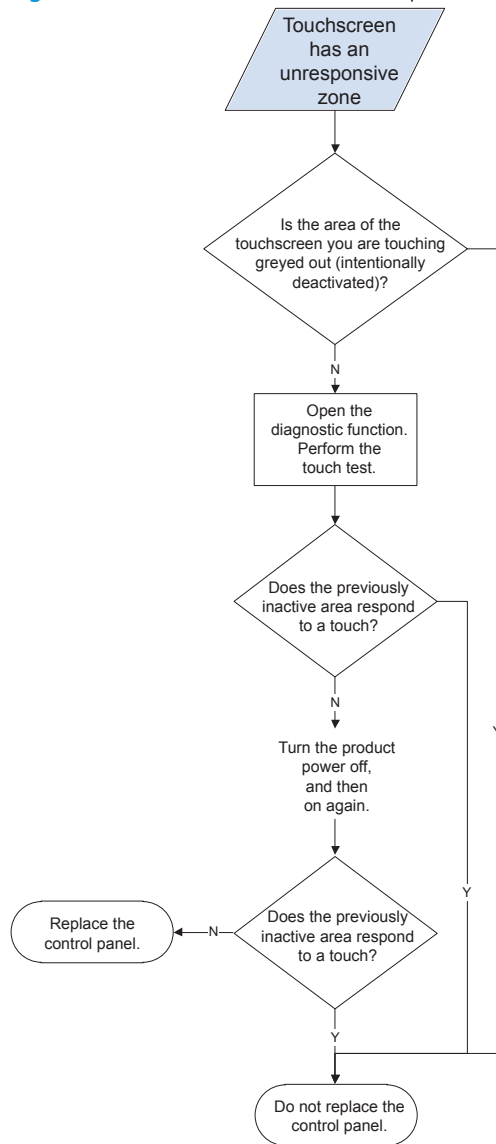 Touchscreen
has an
unresponsive
zone
Is the area of the
touchscreen you are touching
greyed out (intentionally
deactivated)?
N
Open the
diagnostic function.
Perform the
touch test.
Does the previously
inactive area respond
to a touch?
N
Y
Turn the product
power off,
and then
on again.
Y
Does the previously
inactive area respond
to a touch?
N
Replace the
control panel.
Y
Do not replace the
control panel.